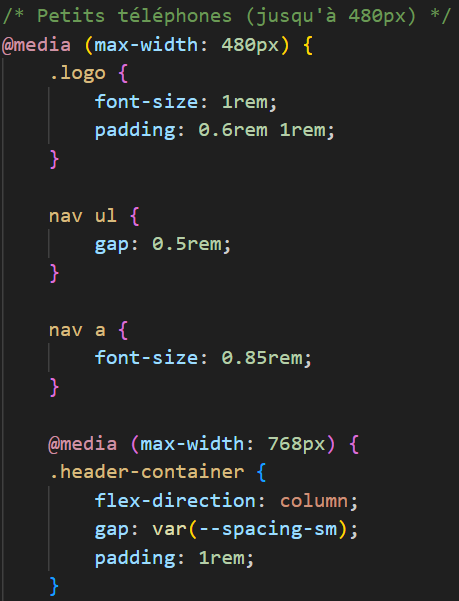 /* Petits téléphones (jusqu'à 480px) */
@media (max-width: 480px) {
    .logo {
        font-size: 1rem;
        padding: 0.6rem 1rem;
    }

    nav ul {
        gap: 0.5rem;
    }

    nav a {
        font-size: 0.85rem;
    }

    @media (max-width: 768px) {
    .header-container {
        flex-direction: column;
        gap: var(--spacing-sm);
        padding: 1rem;
    }